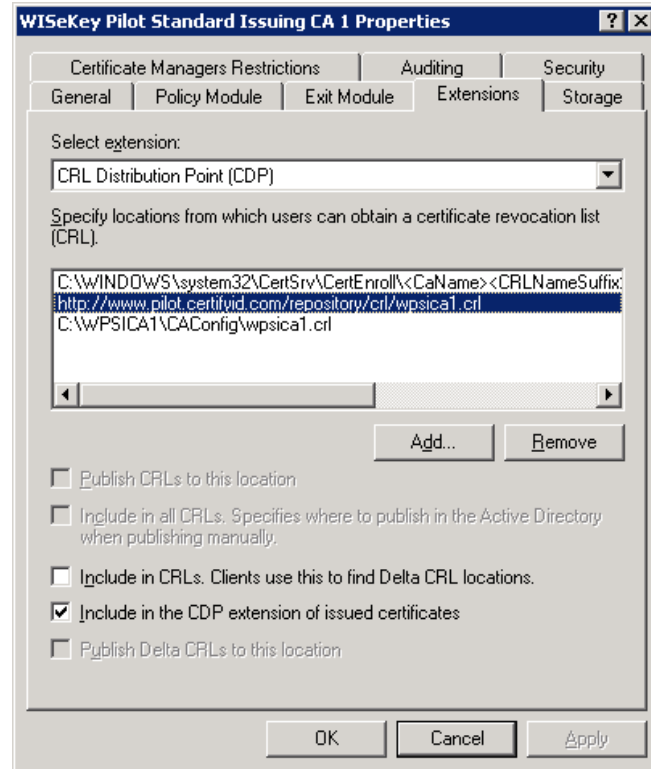 WISeKey Pilot Standard Issuing CA 1 Properties
Certificate Managers Restrictions Auditing Security
General Policy Module Exit Module Extensions Storage
Select extension:
CRL Distribution Point (CDP)
Specify locations from which users can obtain a certificate revocation list
(CRL).
C:\WINDOWS\system32\CertSrv\CertEnroll\<CaName><CRLNameSuffix
http://www.pilot.certifyid.com/repository/crl/wpsica1.crl
C:\WPSICA1\CAConfig\wpsica1.crl
Add... Remove
Publish CRLs to this location
Include in all CRLs. Specifies where to publish in the Active Directory
when publishing manually.
Include in CRLs. Clients use this to find Delta CRL locations.
Include in the CDP extension of issued certificates
Publish Delta CRLs to this location
OK Cancel Apply